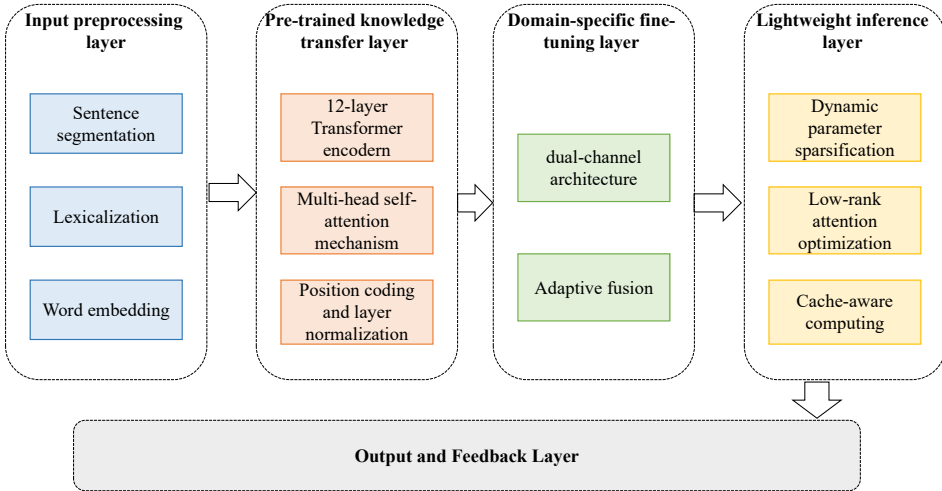 Input preprocessing
layer
Sentence
segmentation
Lexicalization
Word embedding
Pre-trained knowledge
transfer layer
12-layer
Transformer
encodern
Multi-head self-
attention
mechanism
Position coding
and layer
normalization
Domain-specific fine-
tuning layer
dual-channel
architecture
Adaptive fusion
Lightweight inference
layer
Dynamic
parameter
sparsification
Low-rank
attention
optimization
Cache-aware
computing
Output and Feedback Layer